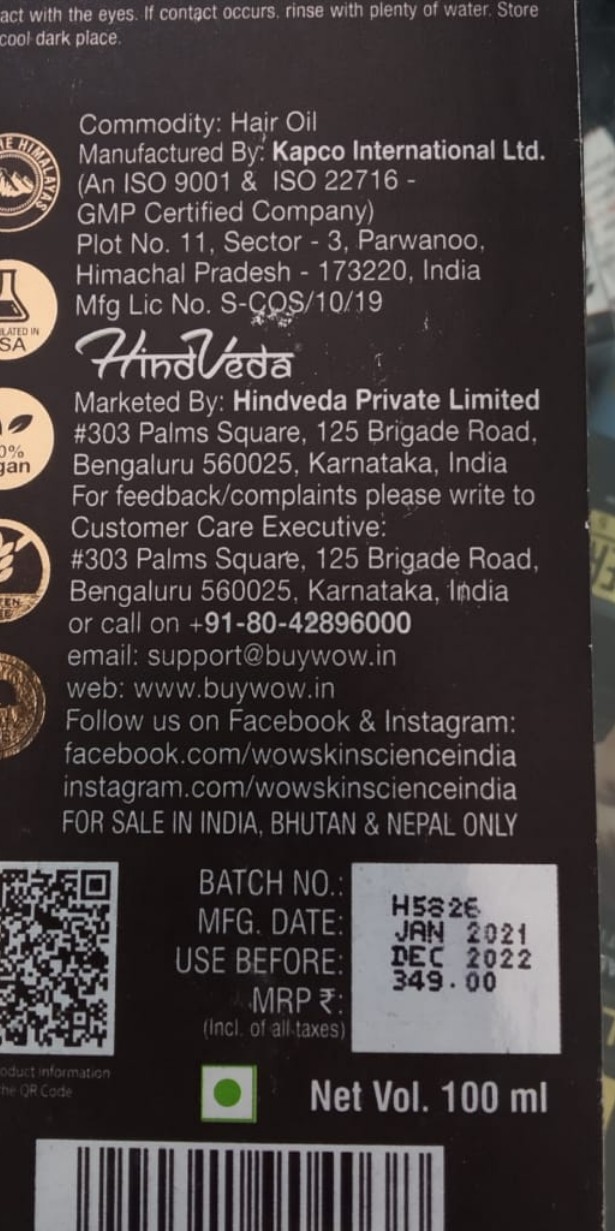 act with the eyes. If contact occurs, rinse with plenty of water. Store
cool dark place.
THE HIMALAYAS
Commodity: Hair Oil
Manufactured By: Kapco International Ltd.
(An ISO 9001 & ISO 22716 -
GMP Certified Company)
Plot No. 11, Sector - 3, Parwanoo,
Himachal Pradesh - 173220, India
Mfg Lic No. S-COS/10/19
HindVeda
Marketed By: Hindveda Private Limited
#303 Palms Square, 125 Brigade Road,
Bengaluru 560025, Karnataka, India
For feedback/complaints please write to
Customer Care Executive:
#303 Palms Square, 125 Brigade Road,
Bengaluru 560025, Karnataka, India
or call on +91-80-42896000
email: support@buywow.in
web: www.buywow.in
Follow us on Facebook & Instagram:
facebook.com/wowskinscienceindia
instagram.com/wowskinscienceindia
FOR SALE IN INDIA, BHUTAN & NEPAL ONLY
BATCH NO.: H5826
MFG. DATE: JAN 2021
USE BEFORE: DEC 2022
MRP ₹: 349.00
(Incl. of all taxes)
oduct information
he QR Code
Net Vol. 100 ml